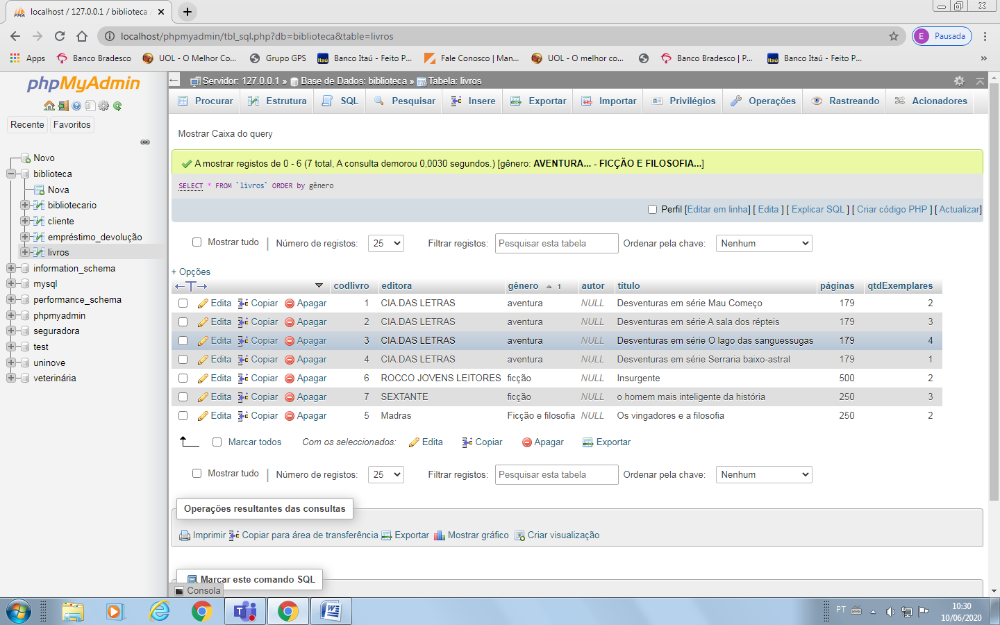 localhost / 127.0.0.1 / biblioteca
localhost/phpmyadmin/tbl_sql.php?db=biblioteca&table=livros
E Pausada
Apps Banco Bradesco UOL - O Melhor Co... Grupo GPS Banco Itaú - Feito P... Fale Conosco | Man... UOL - O melhor co... Banco Bradesco | P... Banco Itaú - Feito P... »
phpMyAdmin
Recente Favoritos
Novo
biblioteca
Nova
bibliotecario
cliente
empréstimo_devolução
livros
information_schema
mysql
performance_schema
phpmyadmin
seguradora
test
uninove
veterinária
Servidor: 127.0.0.1 » Base de Dados: biblioteca » Tabela: livros
Procurar Estrutura SQL Pesquisar Insere Exportar Importar Privilégios Operações Rastreando Acionadores
Mostrar Caixa do query
A mostrar registos de 0 - 6 (7 total, A consulta demorou 0,0030 segundos.) [gênero: AVENTURA... - FICÇÃO E FILOSOFIA...]
SELECT * FROM `livros` ORDER by gênero
Perfil [Editar em linha] [ Edita ] [ Explicar SQL ] [ Criar código PHP ] [ Actualizar]
Mostrar tudo | Número de registos: 25 Filtrar registos: Pesquisar esta tabela Ordenar pela chave: Nenhum
+ Opções
←T→ codlivro editora gênero 1 autor título páginas qtdExemplares
Edita Copiar Apagar 1 CIA.DAS LETRAS aventura NULL Desventuras em série Mau Começo 179 2
Edita Copiar Apagar 2 CIA.DAS LETRAS aventura NULL Desventuras em série A sala dos répteis 179 3
Edita Copiar Apagar 3 CIA.DAS LETRAS aventura NULL Desventuras em série O lago das sanguessugas 179 4
Edita Copiar Apagar 4 CIA.DAS LETRAS aventura NULL Desventuras em série Serraria baixo-astral 179 1
Edita Copiar Apagar 6 ROCCO JOVENS LEITORES ficção NULL Insurgente 500 2
Edita Copiar Apagar 7 SEXTANTE ficção NULL o homem mais inteligente da história 250 3
Edita Copiar Apagar 5 Madras Ficção e filosofia NULL Os vingadores e a filosofia 250 2
Marcar todos Com os seleccionados: Edita Copiar Apagar Exportar
Mostrar tudo | Número de registos: 25 Filtrar registos: Pesquisar esta tabela Ordenar pela chave: Nenhum
Operações resultantes das consultas
Imprimir Copiar para área de transferência Exportar Mostrar gráfico Criar visualização
Marcar este comando SQL
Consola
PT 10:30
10/06/2020